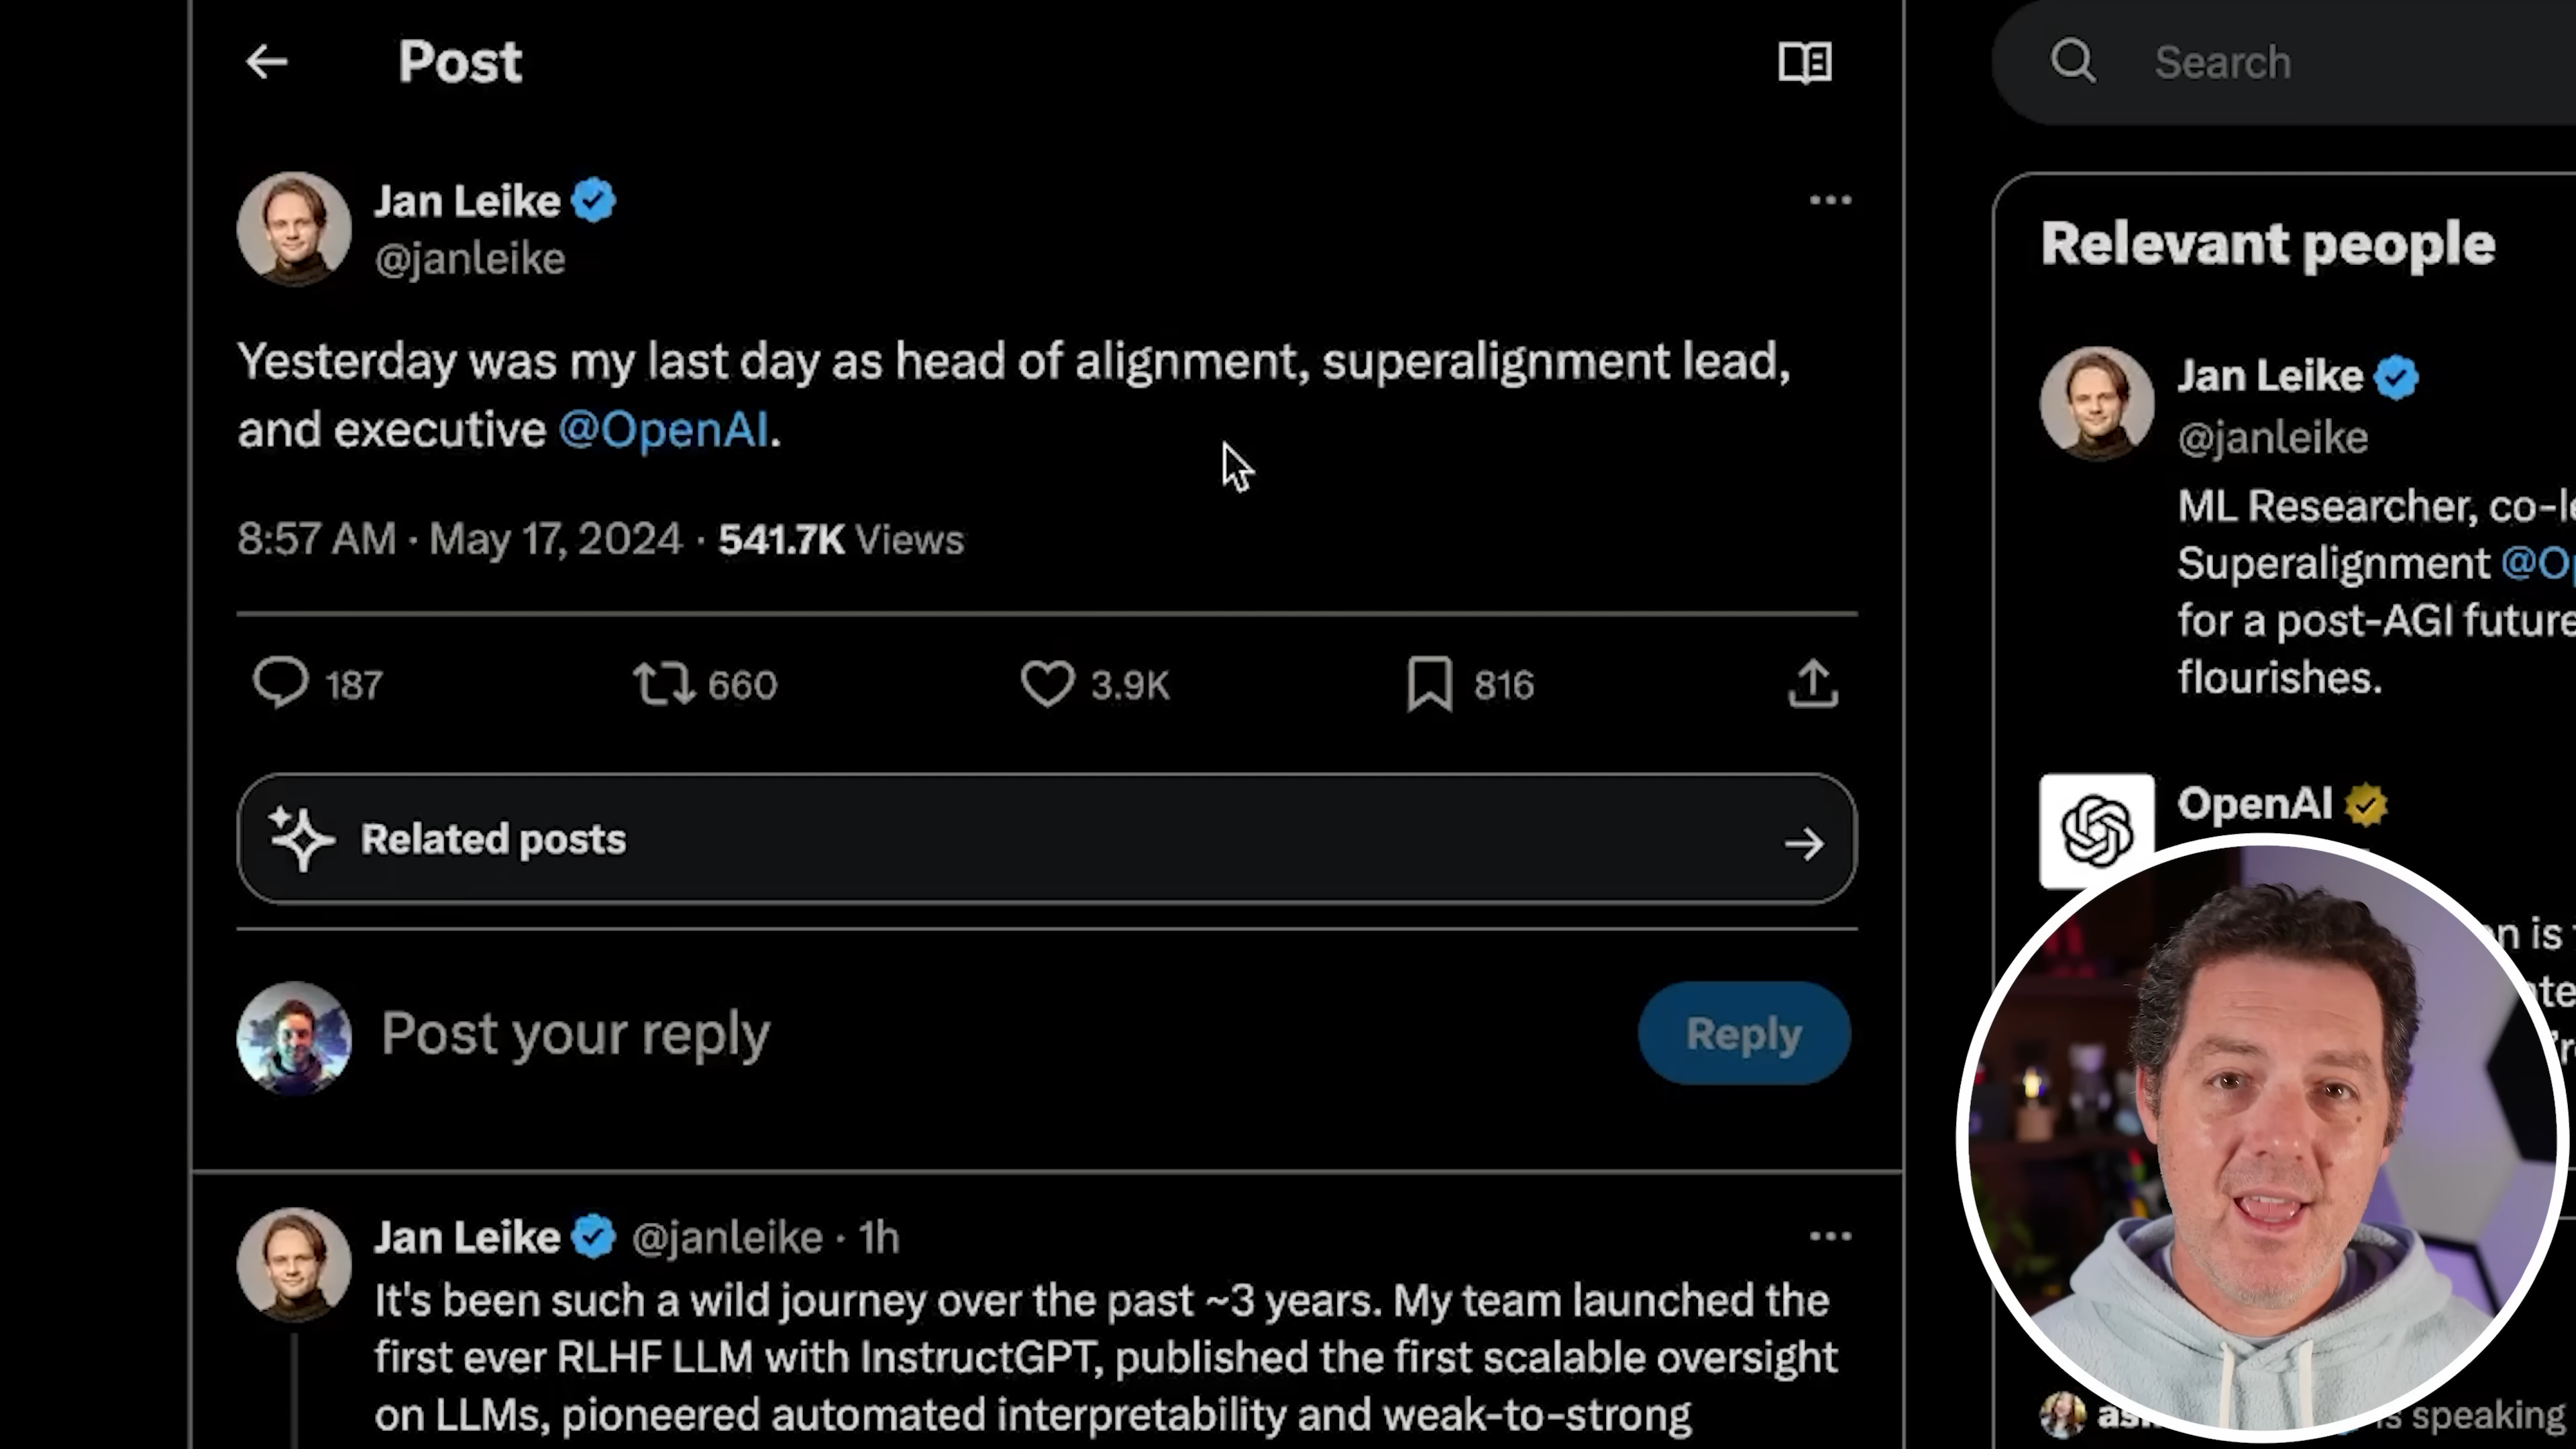 Post
Search
Jan Leike
@janleike
Yesterday was my last day as head of alignment, superalignment lead,
and executive @OpenAI.
8:57 AM · May 17, 2024 · 541.7K Views
187
660
3.9K
816
Related posts
Post your reply
Reply
Jan Leike @janleike · 1h
It's been such a wild journey over the past ~3 years. My team launched the
first ever RLHF LLM with InstructGPT, published the first scalable oversight
on LLMs, pioneered automated interpretability and weak-to-strong
Relevant people
Jan Leike
@janleike
ML Researcher,
Superalignment
for a post-AGI future
flourishes.
OpenAI
is
speaking